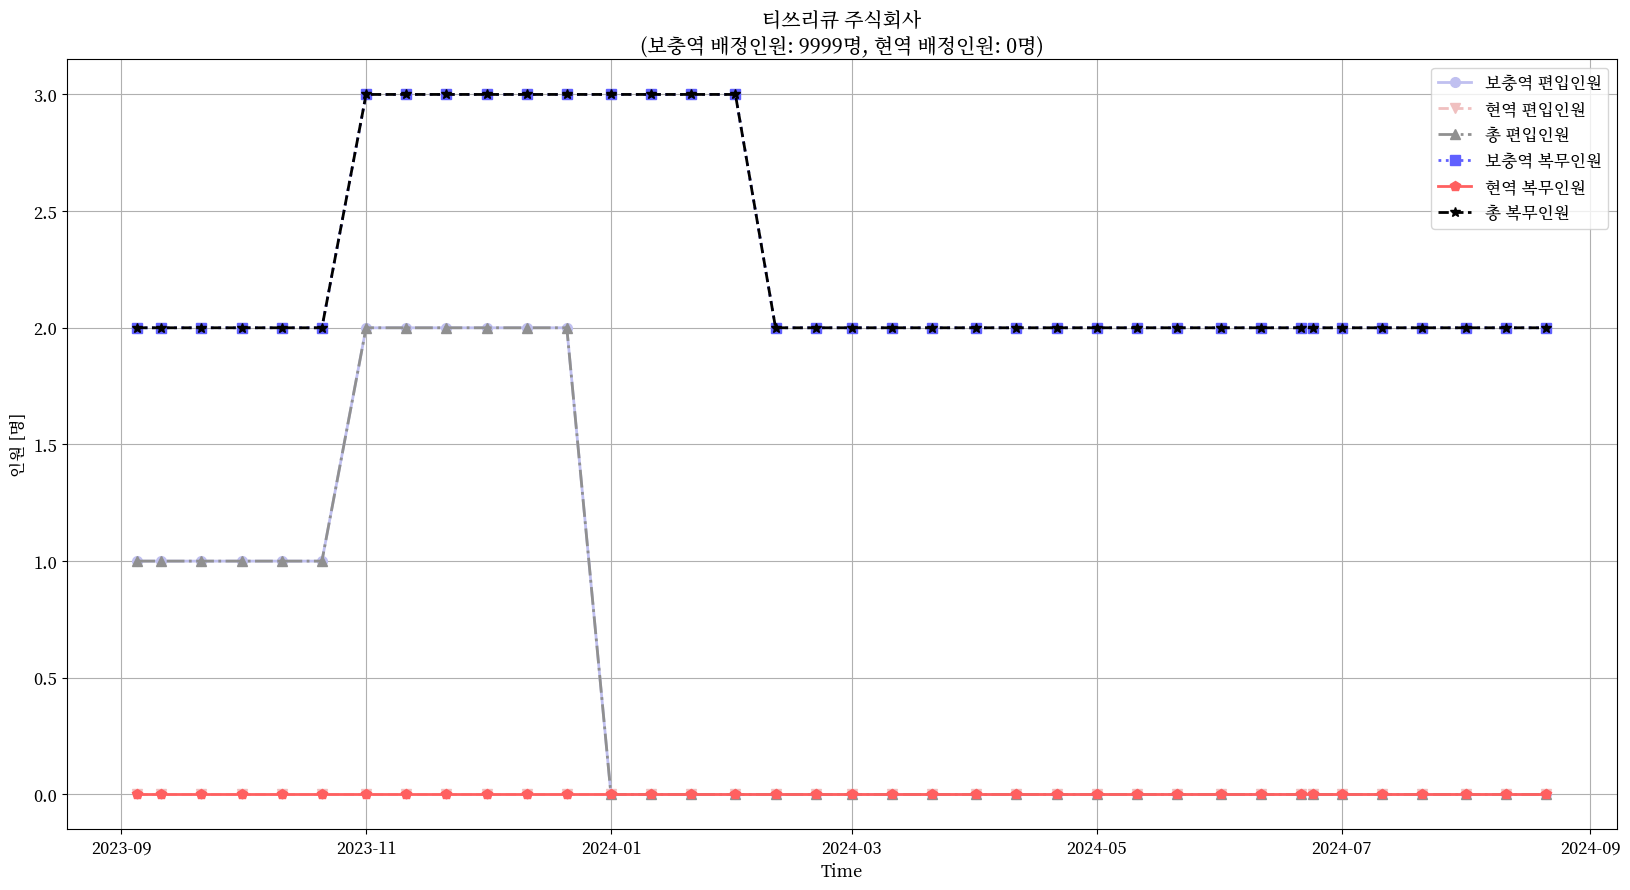 티쓰리큐 주식회사
(보충역 배정인원: 9999명, 현역 배정인원: 0명)
보충역 편입인원
현역 편입인원
총 편입인원
보충역 복무인원
현역 복무인원
총 복무인원
3.0
2.5
2.0
1.5
1.0
0.5
0.0
인원 [명]
2023-09
2023-11
2024-01
2024-03
2024-05
2024-07
2024-09
Time